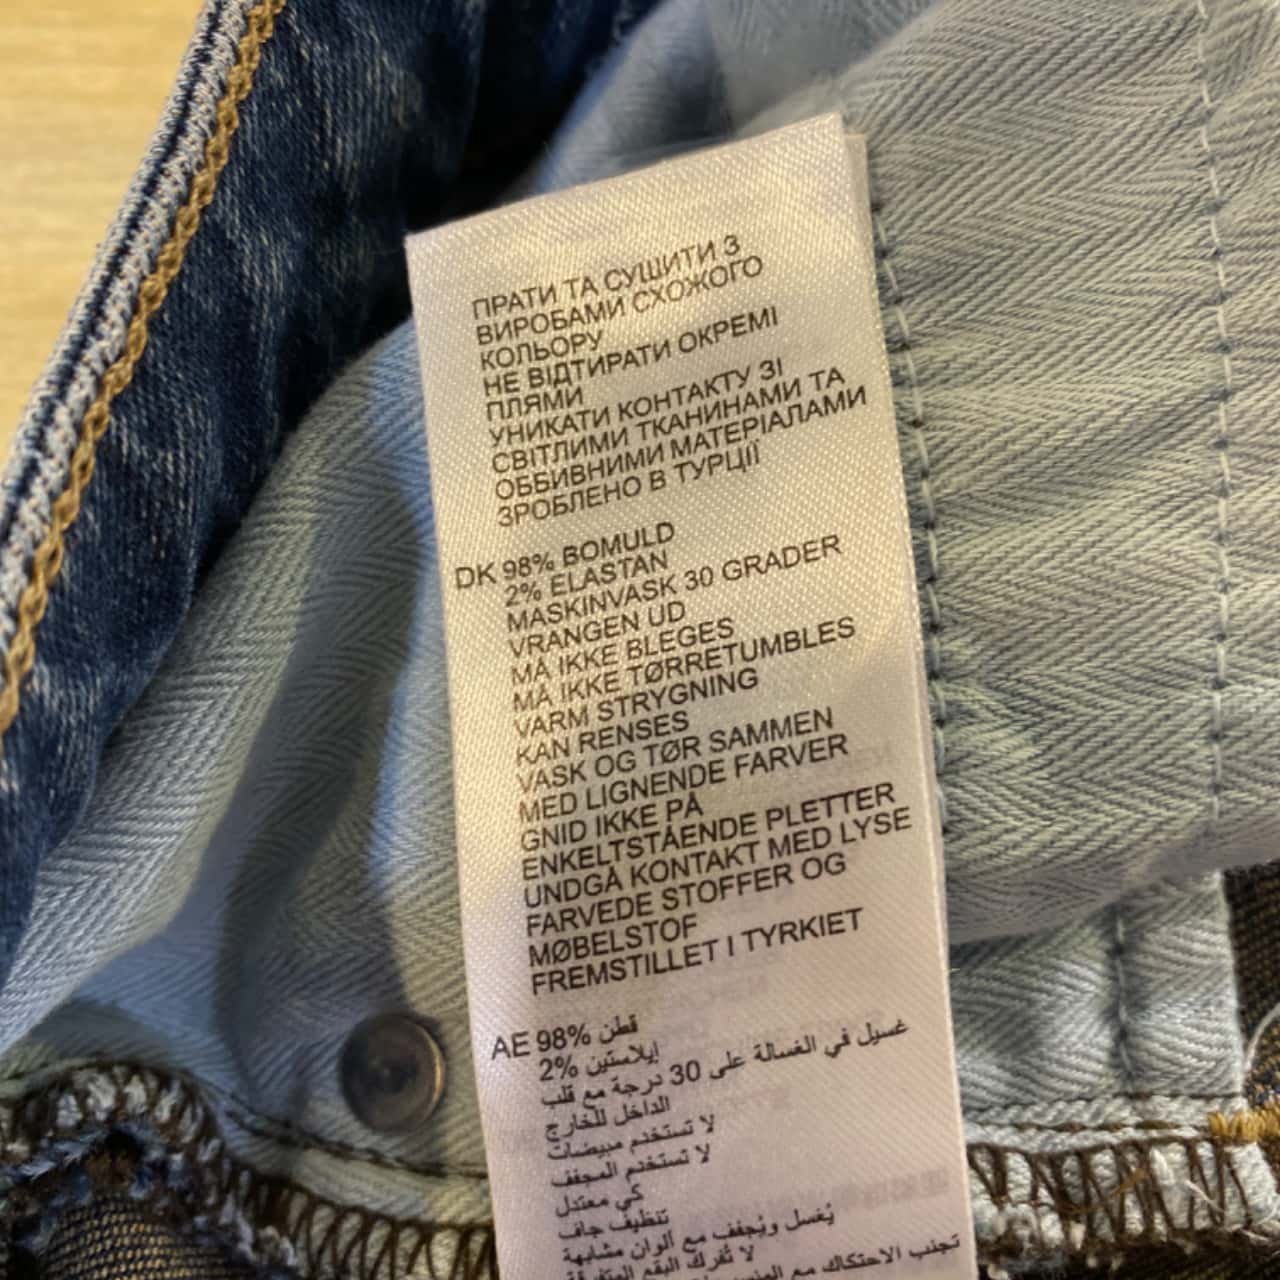 ПРАТИ ТА СУШИТИ З
ВИРОБАМИ СХОЖОГО
КОЛЬОРУ
НЕ ВІДТИРАТИ ОКРЕМІ
ПЛЯМИ
УНИКАТИ КОНТАКТУ ЗІ
СВІТЛИМИ ТКАНИНАМИ ТА
ОББИВНИМИ МАТЕРІАЛАМИ
ЗРОБЛЕНО В ТУРЦІЇ
DK 98% BOMULD
2% ELASTAN
MASKINVASK 30 GRADER
VRANGEN UD
MÅ IKKE BLEGES
MÅ IKKE TØRRETUMBLES
VARM STRYGNING
KAN RENSES
VASK OG TØR SAMMEN
MED LIGNENDE FARVER
GNID IKKE PÅ
ENKELTSTÅENDE PLETTER
UNDGÅ KONTAKT MED LYSE
FARVEDE STOFFER OG
MØBELSTOF
FREMSTILLET I TYRKIET
AE 98% قطن
2% إيلاستين
غسيل في الغسالة على 30 درجة مع قلب
الداخل للخارج
لا تستخدم مبيضات
لا تستخدم المجفف
كي معتدل
تنظيف جاف
يُغسل ويُجفف مع ألوان مشابهة
لا تُفرك البقع المتفرقة
تجنب الاحتكاك مع